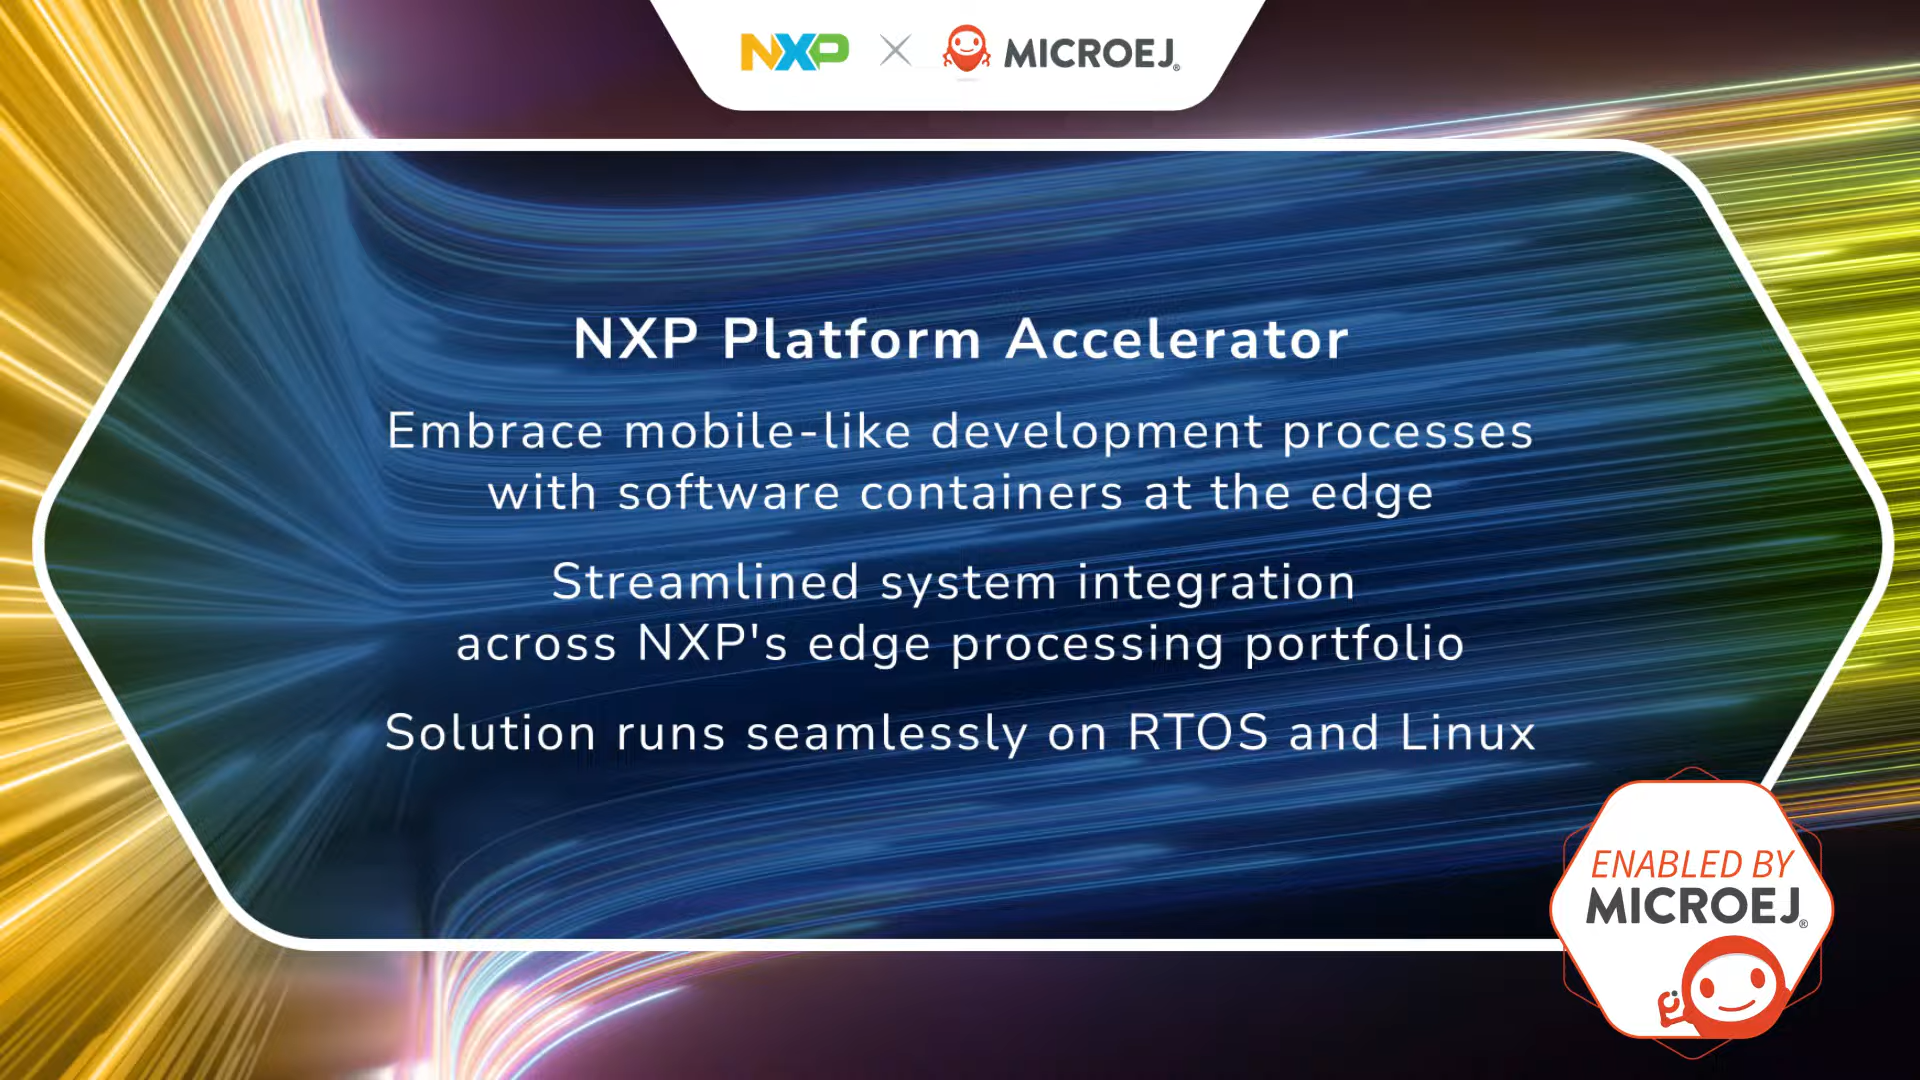 NXP
MICROEJ®
NXP Platform Accelerator
Embrace mobile-like development processes
with software containers at the edge
Streamlined system integration
across NXP's edge processing portfolio
Solution runs seamlessly on RTOS and Linux
ENABLED BY
MICROEJ®